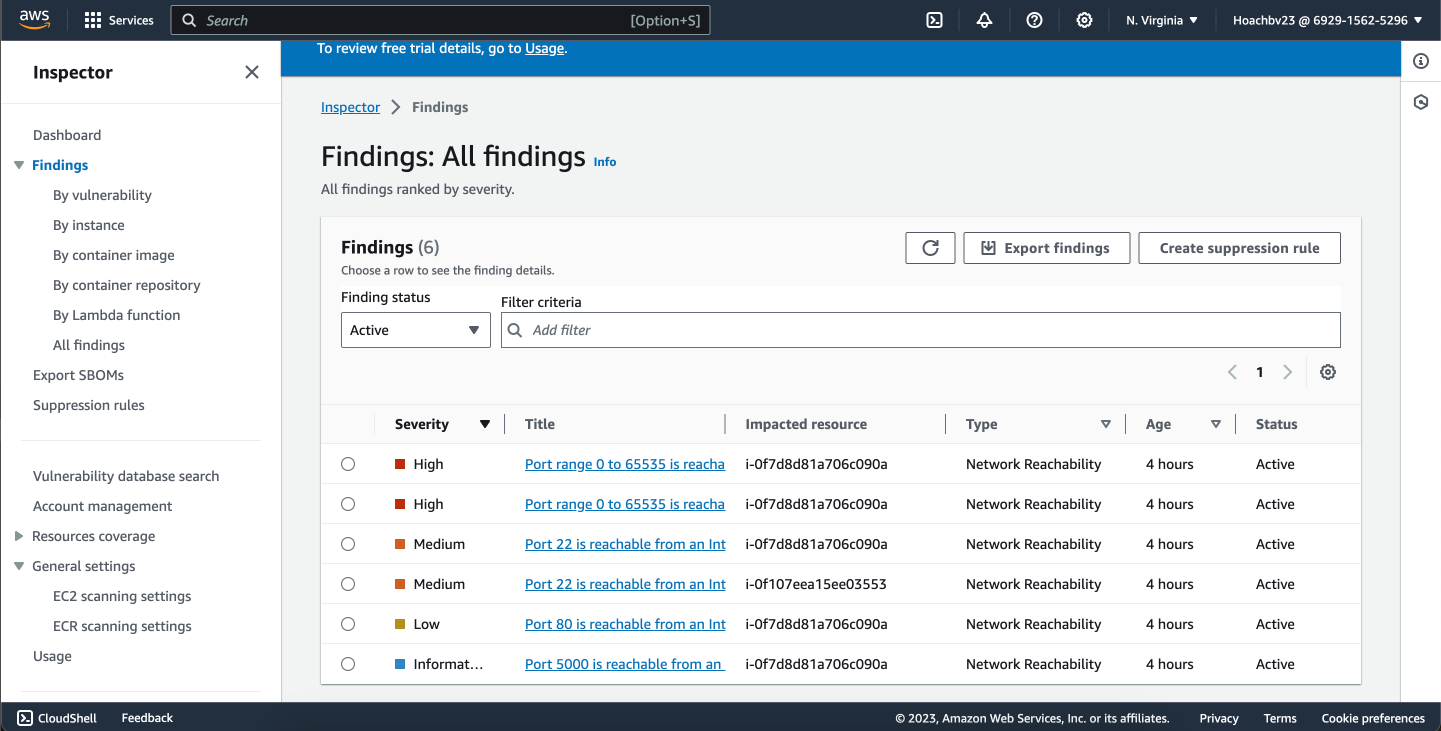 aws Services Search [Option+S] N. Virginia Hoachbv23 @ 6929-1562-5296
To review free trial details, go to Usage.
Inspector
Dashboard
Findings
By vulnerability
By instance
By container image
By container repository
By Lambda function
All findings
Export SBOMs
Suppression rules
Vulnerability database search
Account management
Resources coverage
General settings
EC2 scanning settings
ECR scanning settings
Usage
Inspector > Findings
Findings: All findings Info
All findings ranked by severity.
Findings (6) Export findings Create suppression rule
Choose a row to see the finding details.
Finding status
Active
Filter criteria
Add filter
1
Severity Title Impacted resource Type Age Status
High Port range 0 to 65535 is reacha i-0f7d8d81a706c090a Network Reachability 4 hours Active
High Port range 0 to 65535 is reacha i-0f7d8d81a706c090a Network Reachability 4 hours Active
Medium Port 22 is reachable from an Int i-0f7d8d81a706c090a Network Reachability 4 hours Active
Medium Port 22 is reachable from an Int i-0f107eea15ee03553 Network Reachability 4 hours Active
Low Port 80 is reachable from an Int i-0f7d8d81a706c090a Network Reachability 4 hours Active
Informat... Port 5000 is reachable from an i-0f7d8d81a706c090a Network Reachability 4 hours Active
CloudShell Feedback © 2023, Amazon Web Services, Inc. or its affiliates. Privacy Terms Cookie preferences